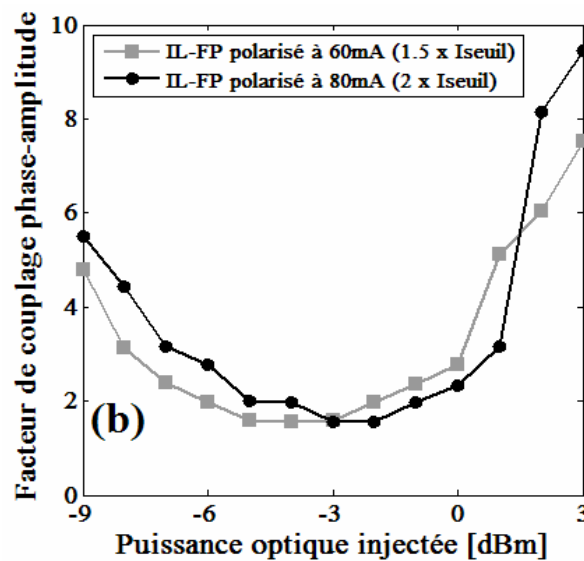 10
IL-FP polarisé à 60mA (1.5 x Iseuil)
IL-FP polarisé à 80mA (2 x Iseuil)
8
6
4
2
0
Facteur de couplage phase-amplitude
(b)
-9
-6
-3
0
3
Puissance optique injectée [dBm]